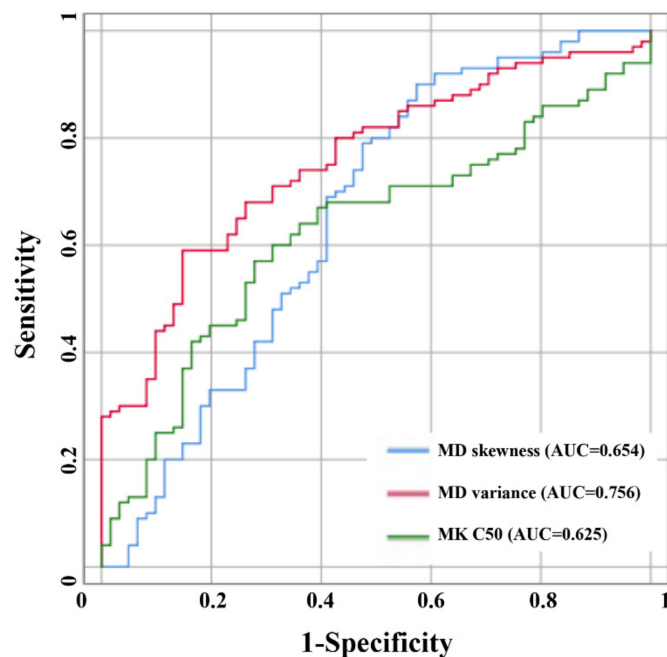 1
0.8
0.6
0.4
0.2
0
Sensitivity
MD skewness (AUC=0.654)
MD variance (AUC=0.756)
MK C50 (AUC=0.625)
0 0.2 0.4 0.6 0.8 1
1-Specificity